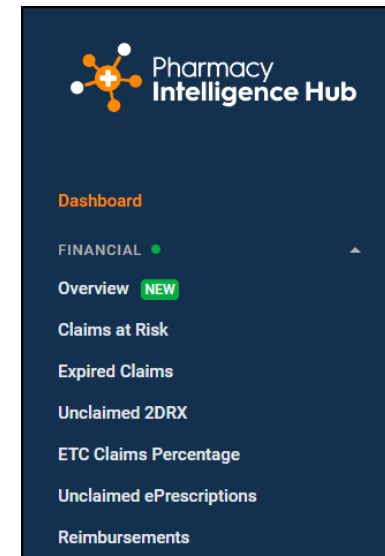 Pharmacy
Intelligence Hub
Dashboard
FINANCIAL
Overview NEW
Claims at Risk
Expired Claims
Unclaimed 2DRX
ETC Claims Percentage
Unclaimed ePrescriptions
Reimbursements